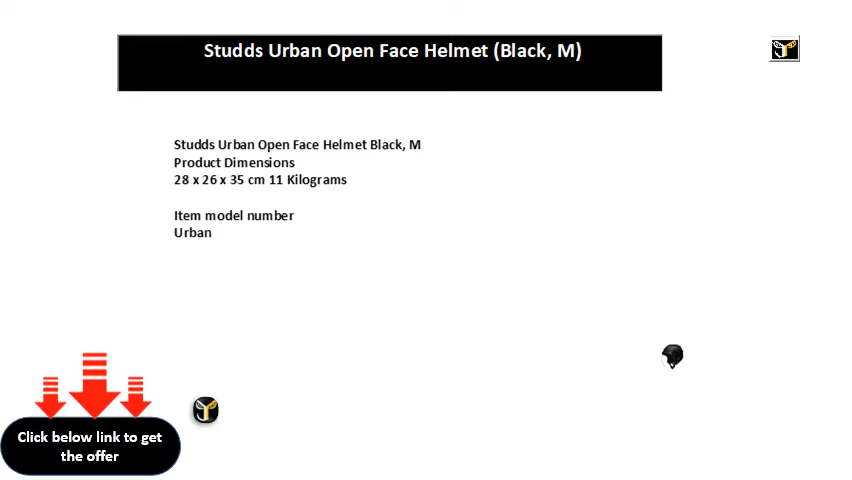 Studds Urban Open Face Helmet (Black, M)
Studds Urban Open Face Helmet Black, M
Product Dimensions
28 x 26 x 35 cm 11 Kilograms
Item model number
Urban
Click below link to get
the offer